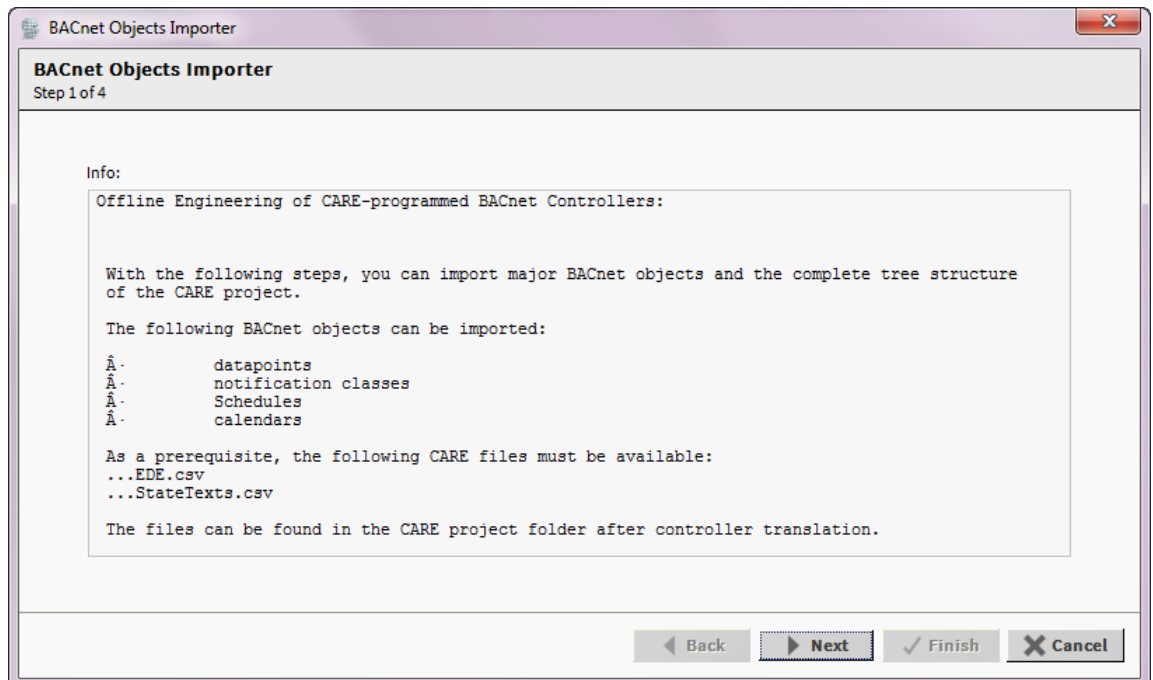 BACnet Objects Importer
BACnet Objects Importer
Step 1 of 4
Info:
Offline Engineering of CARE-programmed BACnet Controllers:
With the following steps, you can import major BACnet objects and the complete tree structure
of the CARE project.
The following BACnet objects can be imported:
Â· datapoints
Â· notification classes
Â· Schedules
Â· calendars
As a prerequisite, the following CARE files must be available:
...EDE.csv
...StateTexts.csv
The files can be found in the CARE project folder after controller translation.
Back Next Finish Cancel